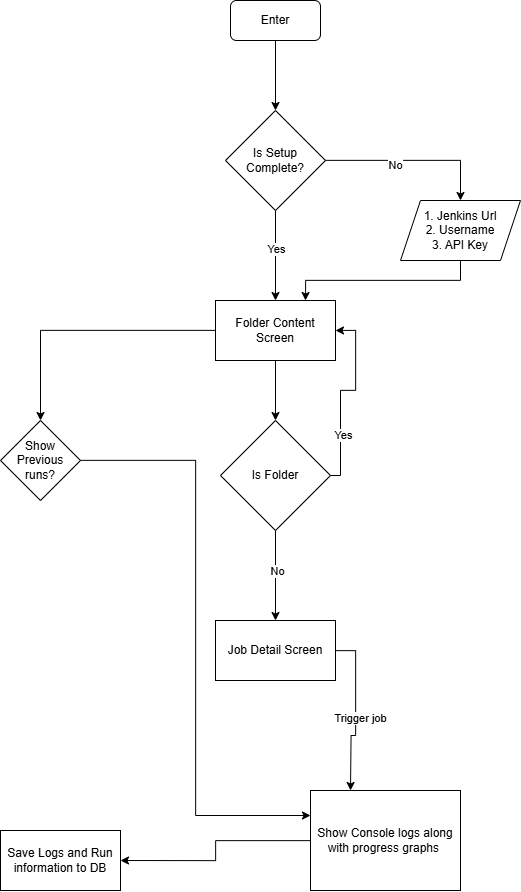 Enter
Is Setup
Complete?
No
1. Jenkins Url
2. Username
3. API Key
Yes
Folder Content
Screen
Show
Previous
runs?
Yes
Is Folder
No
Job Detail Screen
Trigger job
Show Console logs along
with progress graphs
Save Logs and Run
information to DB